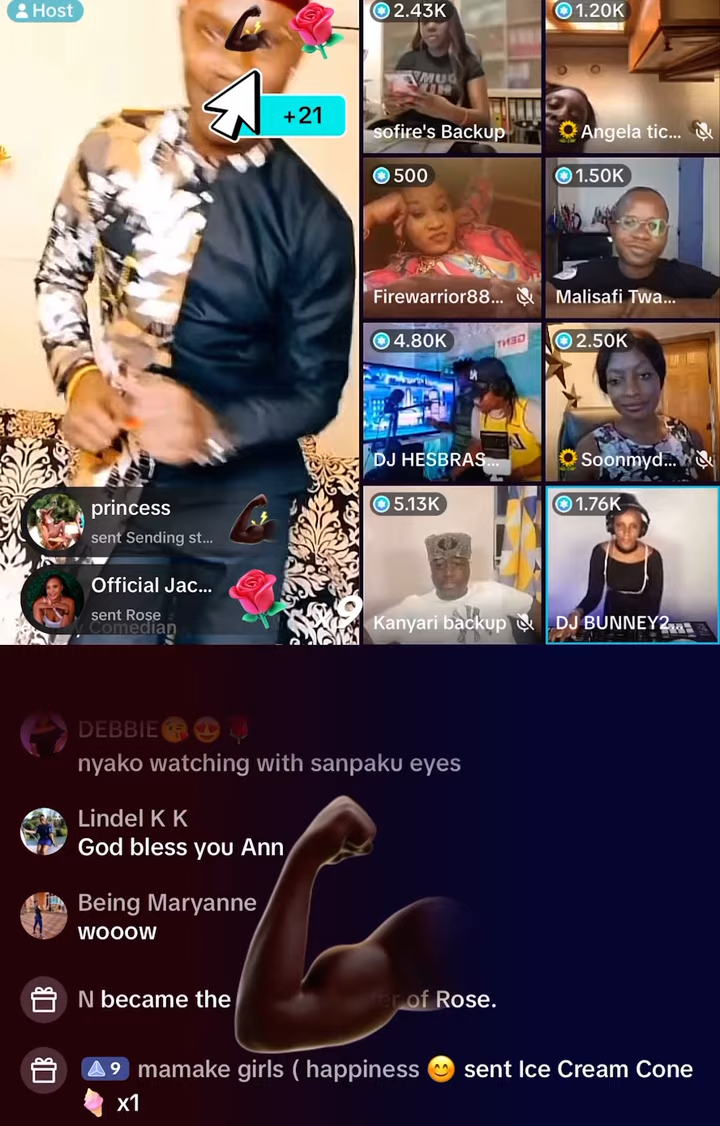 Host
+21
2.43K
sofire's Backup
1.20K
Angela tic...
500
Firewarrior88...
1.50K
Malisafi Twa...
4.80K
DJ HESBRAS...
2.50K
Soonmyd...
5.13K
Kanyari backup
1.76K
DJ BUNNEY2...
princess
sent Sending st...
Official Jac...
sent Rose
Comedian
x9
DEBBIE😘😍🌹
nyako watching with sanpaku eyes
Lindel K K
God bless you Ann
Being Maryanne
wooow
N became the of Rose.
9 mamake girls ( happiness 😊 sent Ice Cream Cone
🍦 x1